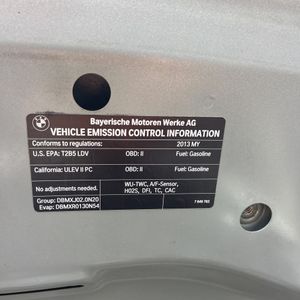 BMW
Bayerische Motoren Werke AG
VEHICLE EMISSION CONTROL INFORMATION
Conforms to regulations: 2013 MY
U.S. EPA: T2B5 LDV OBD: II Fuel: Gasoline
California: ULEV II PC OBD: II Fuel: Gasoline
No adjustments needed. WU-TWC, A/F-Sensor,
HO2S, DFI, TC, CAC
Group: DBMXJ02.0N20
Evap: DBMXR0130N54